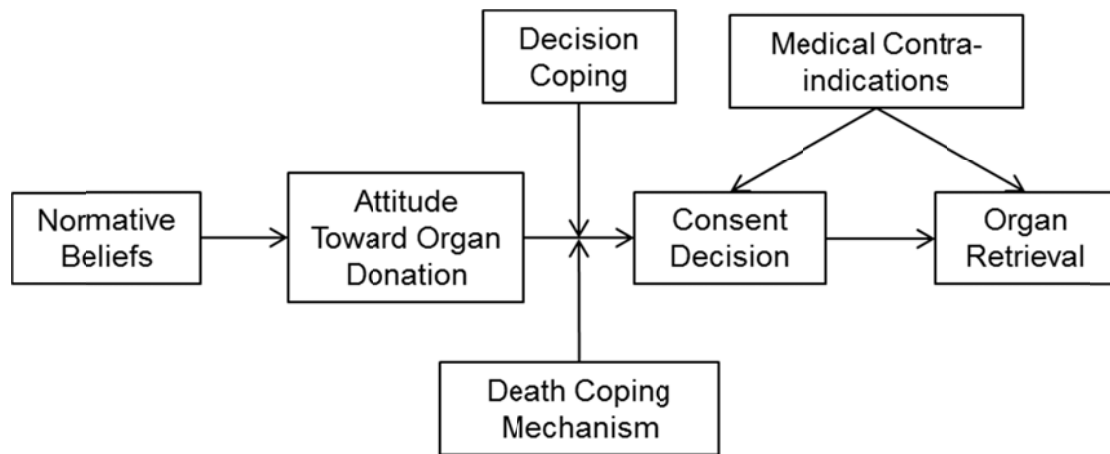 Decision
Coping
Medical Contra-
indications
Normative
Beliefs
Attitude
Toward Organ
Donation
Consent
Decision
Organ
Retrieval
Death Coping
Mechanism